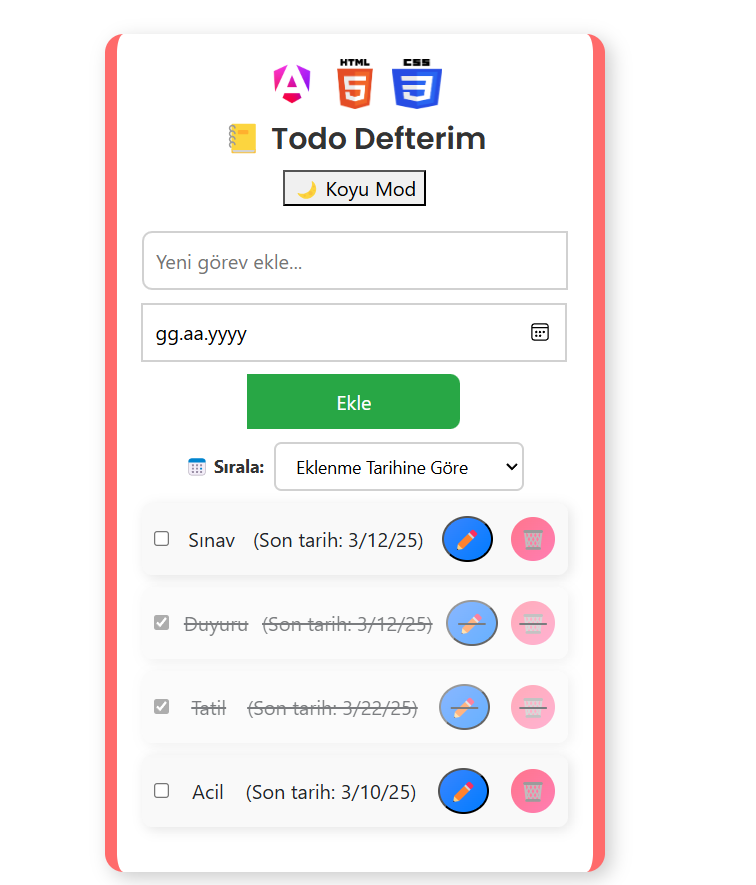 HTML CSS
Todo Defterim
Koyu Mod
Yeni görev ekle...
gg.aa.yyyy
Ekle
Sırala: Eklenme Tarihine Göre
Sınav (Son tarih: 3/12/25)
Duyuru (Son tarih: 3/12/25)
Tatil (Son tarih: 3/22/25)
Acil (Son tarih: 3/10/25)